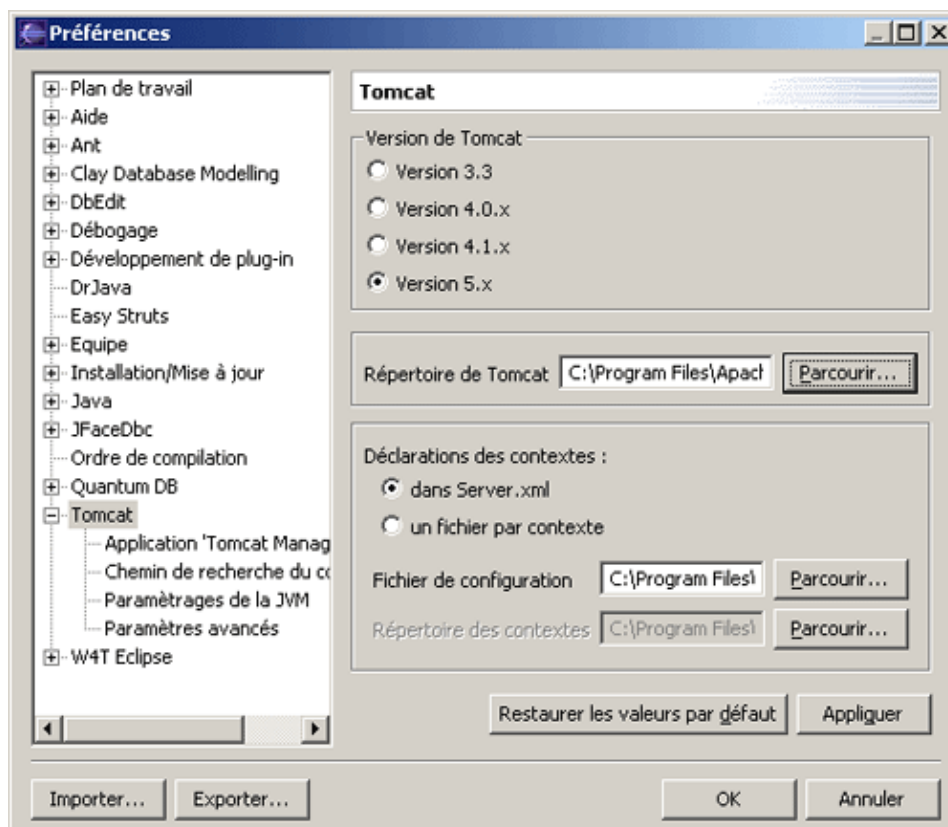 Préférences
Plan de travail
Aide
Ant
Clay Database Modelling
DbEdit
Débogage
Développement de plug-in
DrJava
Easy Struts
Equipe
Installation/Mise à jour
Java
JFaceDbc
Ordre de compilation
Quantum DB
Tomcat
Application 'Tomcat Manag
Chemin de recherche du co
Paramètrages de la JVM
Paramètres avancés
W4T Eclipse
Tomcat
Version de Tomcat
Version 3.3
Version 4.0.x
Version 4.1.x
Version 5.x
Répertoire de Tomcat C:\Program Files\Apach Parcourir...
Déclarations des contextes :
dans Server.xml
un fichier par contexte
Fichier de configuration C:\Program Files\ Parcourir...
Répertoire des contextes C:\Program Files\ Parcourir...
Restaurer les valeurs par défaut Appliquer
Importer... Exporter... OK Annuler